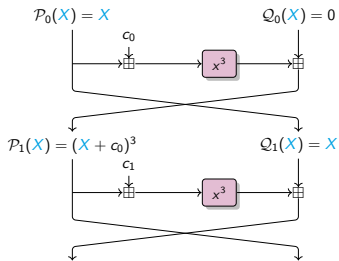 𝒫₀(X) = X 𝒬₀(X) = 0
c₀
x³
𝒫₁(X) = (X + c₀)³ 𝒬₁(X) = X
c₁
x³